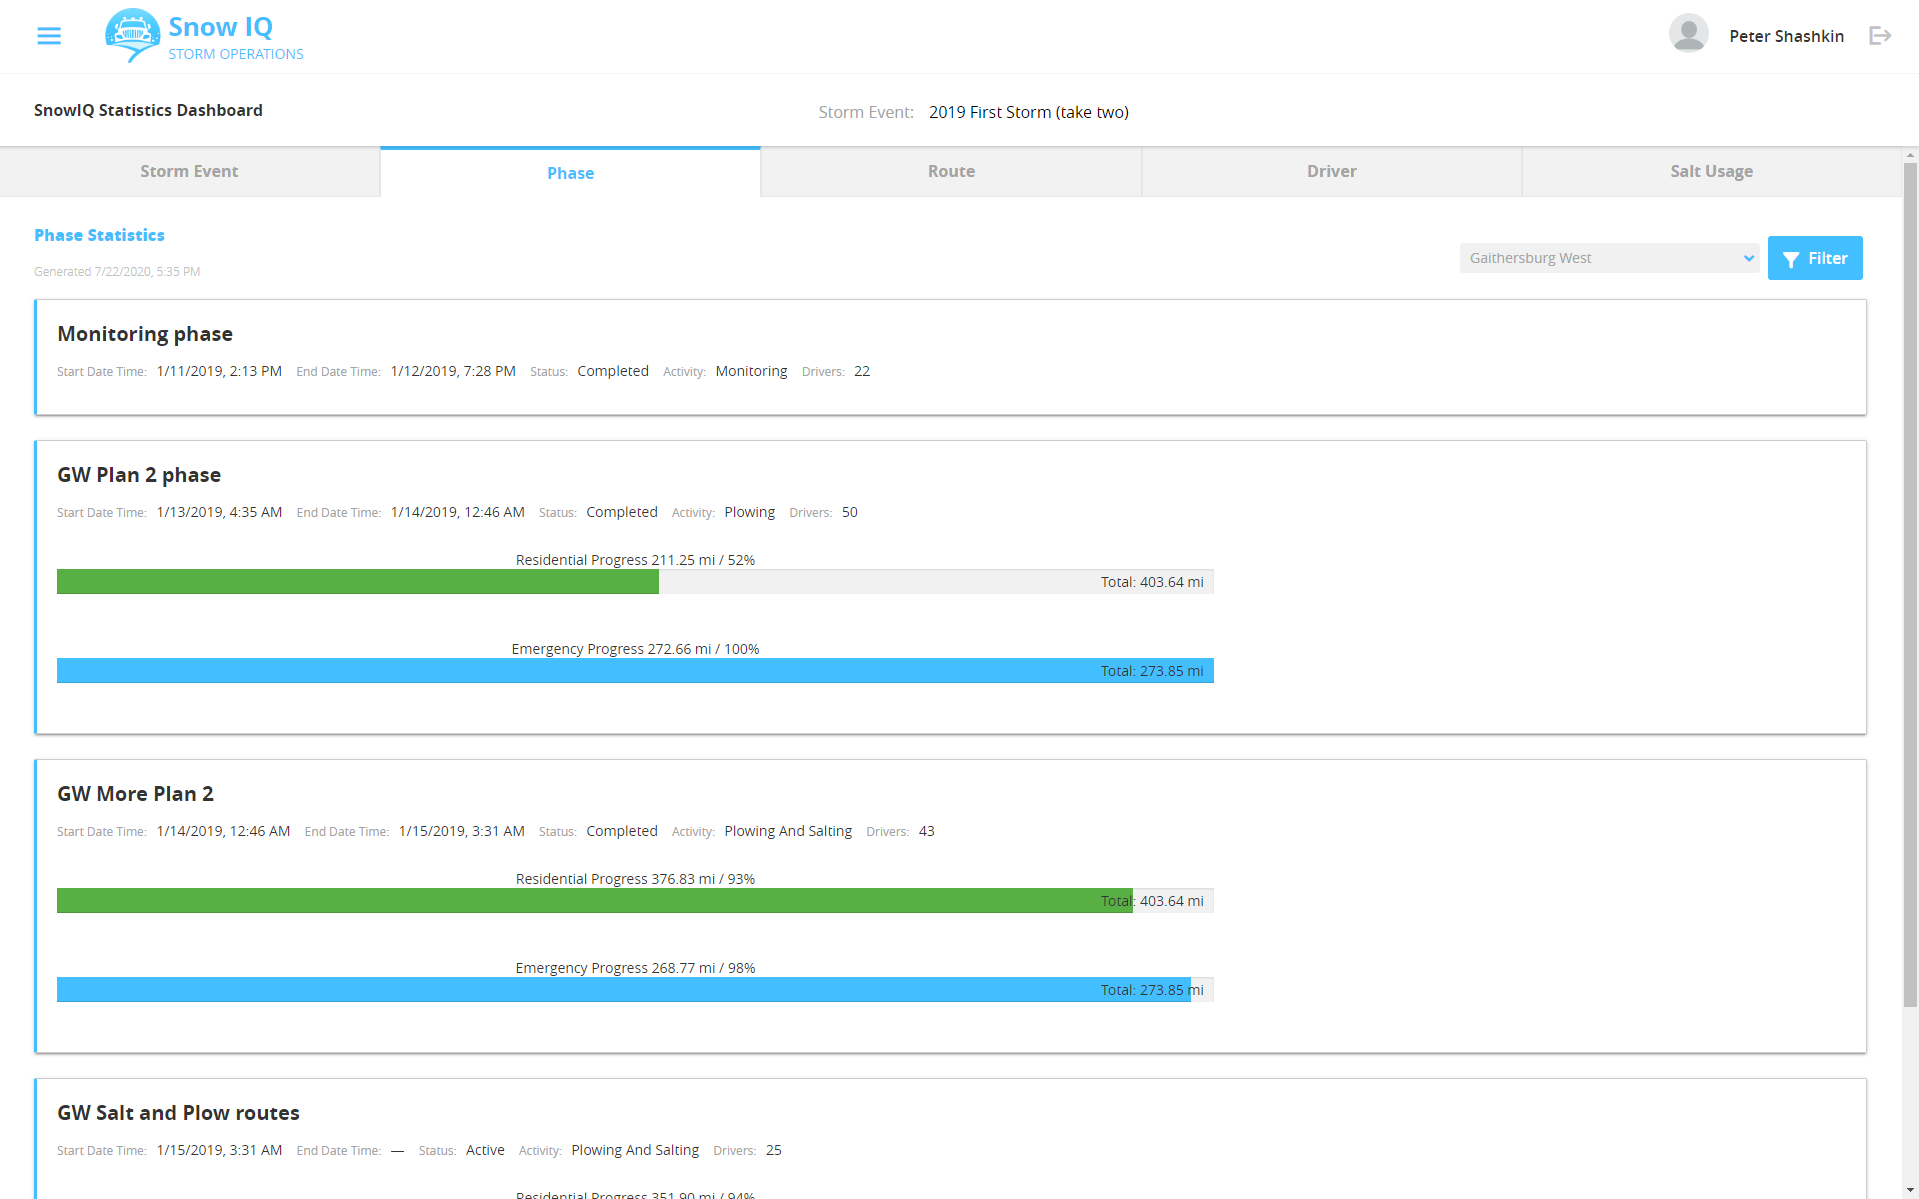 Snow IQ
STORM OPERATIONS
Peter Shashkin
SnowIQ Statistics Dashboard
Storm Event: 2019 First Storm (take two)
Storm Event Phase Route Driver Salt Usage
Phase Statistics
Generated 7/22/2020, 5:35 PM
Gaithersburg West
Filter
Monitoring phase
Start Date Time: 1/11/2019, 2:13 PM End Date Time: 1/12/2019, 7:28 PM Status: Completed Activity: Monitoring Drivers: 22
GW Plan 2 phase
Start Date Time: 1/13/2019, 4:35 AM End Date Time: 1/14/2019, 12:46 AM Status: Completed Activity: Plowing Drivers: 50
Residential Progress 211.25 mi / 52%
Total: 403.64 mi
Emergency Progress 272.66 mi / 100%
Total: 273.85 mi
GW More Plan 2
Start Date Time: 1/14/2019, 12:46 AM End Date Time: 1/15/2019, 3:31 AM Status: Completed Activity: Plowing And Salting Drivers: 43
Residential Progress 376.83 mi / 93%
Total: 403.64 mi
Emergency Progress 268.77 mi / 98%
Total: 273.85 mi
GW Salt and Plow routes
Start Date Time: 1/15/2019, 3:31 AM End Date Time: — Status: Active Activity: Plowing And Salting Drivers: 25
Residential Progress 351.90 mi / 94%